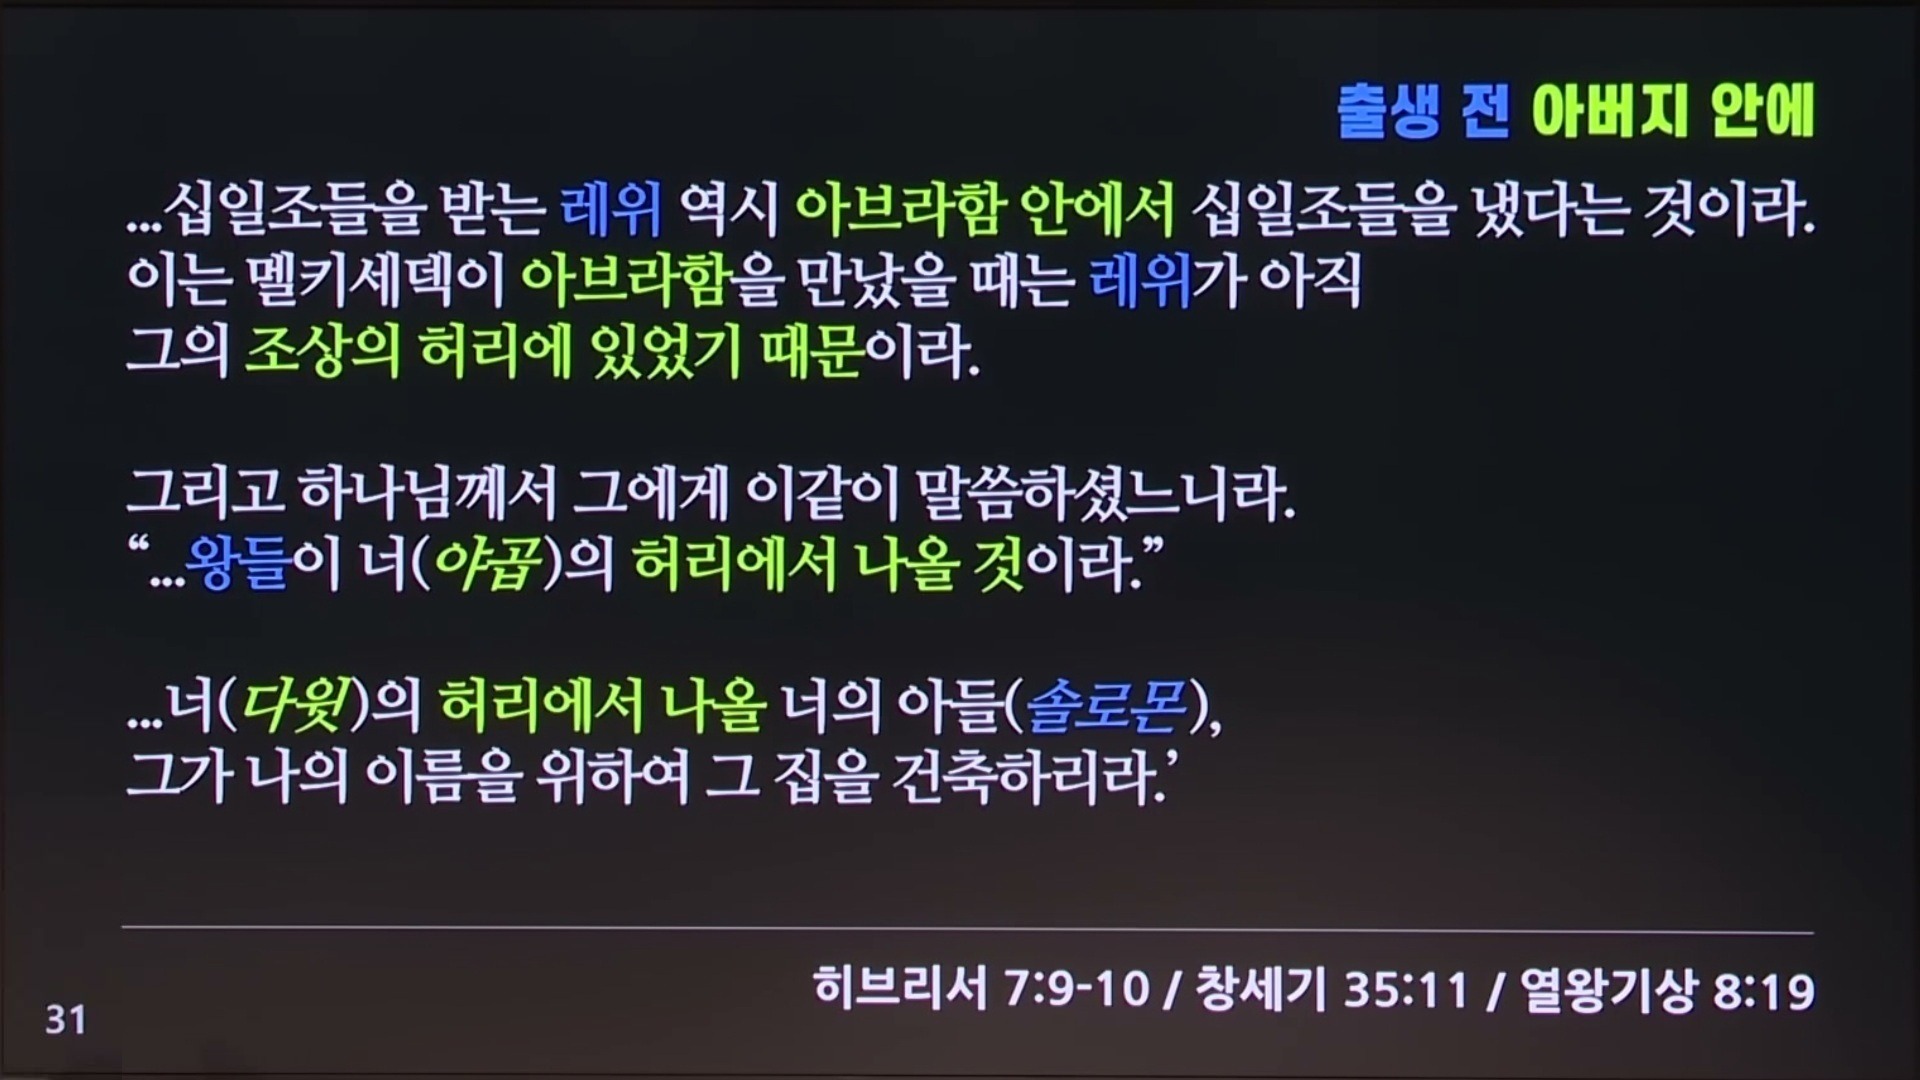 출생 전 아버지 안에
...십일조들을 받는 레위 역시 아브라함 안에서 십일조들을 냈다는 것이라.
이는 멜키세덱이 아브라함을 만났을 때는 레위가 아직
그의 조상의 허리에 있었기 때문이라.
그리고 하나님께서 그에게 이같이 말씀하셨느니라.
“...왕들이 너(야곱)의 허리에서 나올 것이라.”
...너(다윗)의 허리에서 나올 너의 아들(솔로몬),
그가 나의 이름을 위하여 그 집을 건축하리라.’
히브리서 7:9-10 / 창세기 35:11 / 열왕기상 8:19
31